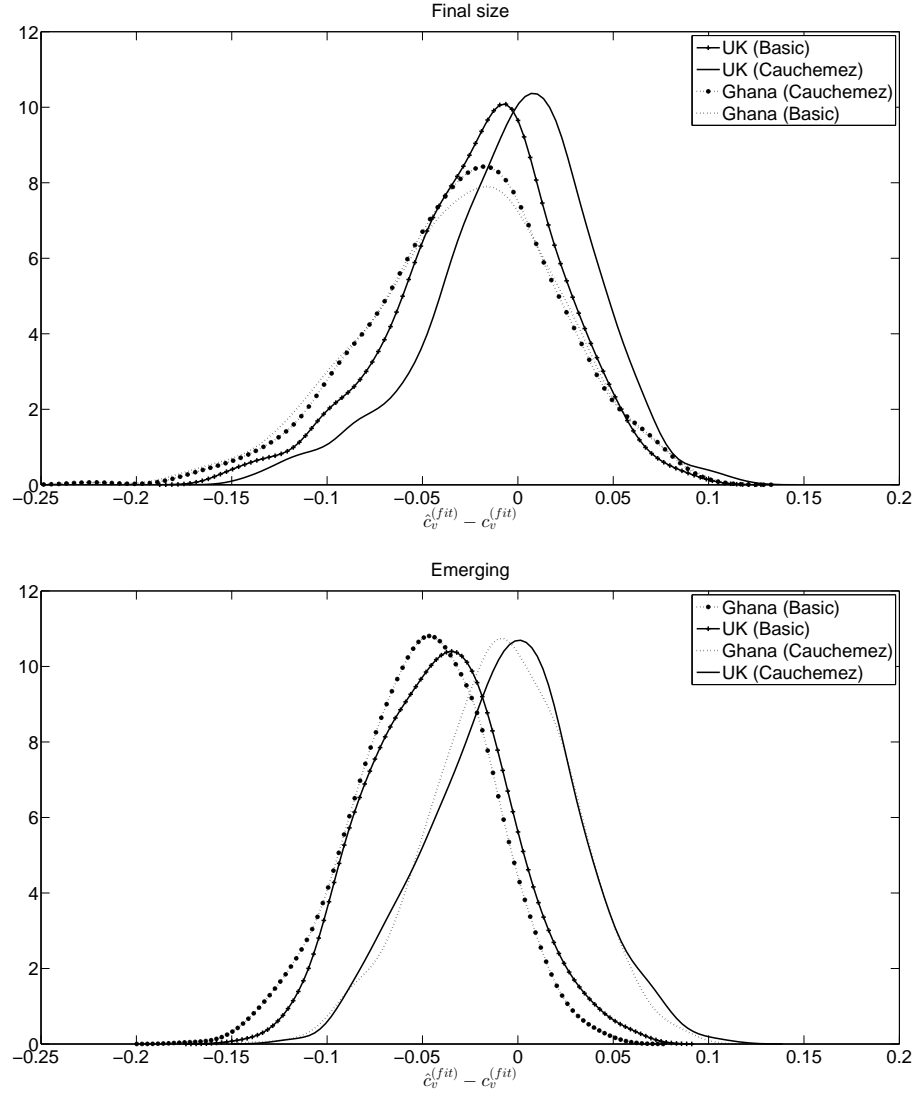 Final size
12
10
8
6
4
2
0
UK (Basic)
UK (Cauchemez)
Ghana (Cauchemez)
Ghana (Basic)
−0.25 −0.2 −0.15 −0.1 −0.05 0 0.05 0.1 0.15 0.2
ĉ_v^{(fit)} − c_v^{(fit)}
Emerging
12
10
8
6
4
2
0
Ghana (Basic)
UK (Basic)
Ghana (Cauchemez)
UK (Cauchemez)
−0.25 −0.2 −0.15 −0.1 −0.05 0 0.05 0.1 0.15 0.2
ĉ_v^{(fit)} − c_v^{(fit)}